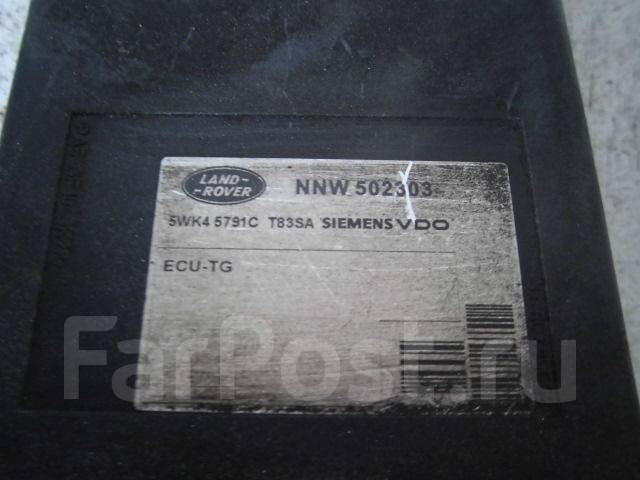 LAND-
-ROVER
NNW 502303
5WK4 5791C T83SA SIEMENS VDO
ECU-TG
FarPost.ru